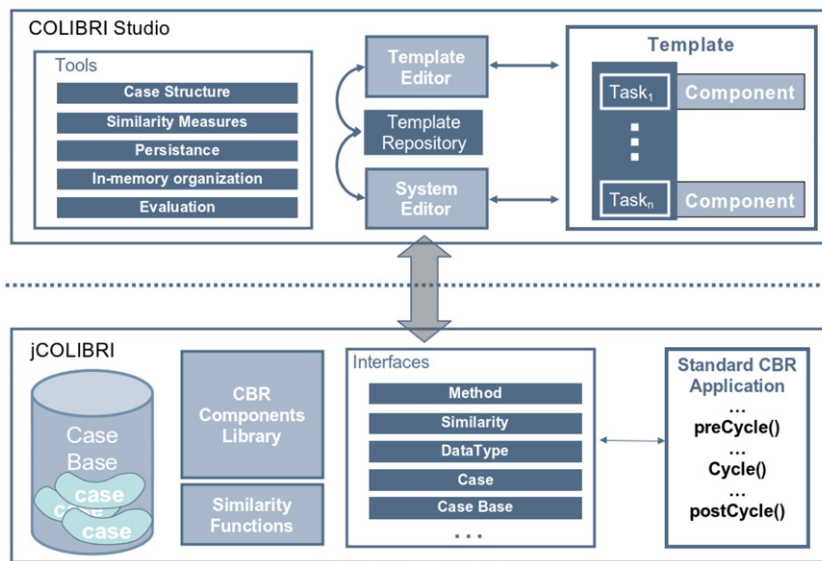 COLIBRI Studio
Tools
Case Structure
Similarity Measures
Persistance
In-memory organization
Evaluation
Template
Editor
Template
Repository
System
Editor
Template
Task1
Component
Taskn
Component
jCOLIBRI
Case
Base
case
case
case
CBR
Components
Library
Similarity
Functions
Interfaces
Method
Similarity
DataType
Case
Case Base
...
Standard CBR
Application
...
preCycle()
...
Cycle()
...
postCycle()